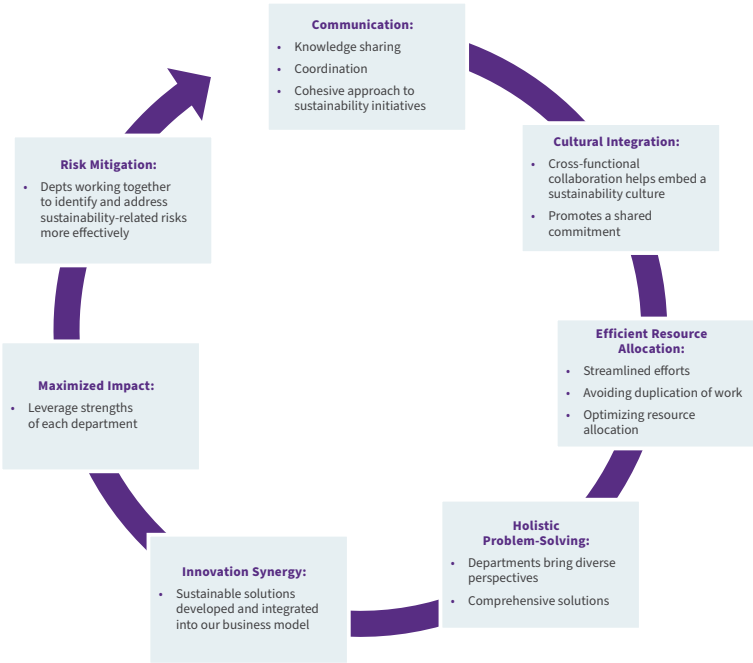 Communication:
• Knowledge sharing
• Coordination
• Cohesive approach to
sustainability initiatives
Cultural Integration:
• Cross-functional
collaboration helps embed a
sustainability culture
• Promotes a shared
commitment
Efficient Resource
Allocation:
• Streamlined efforts
• Avoiding duplication of work
• Optimizing resource
allocation
Holistic
Problem-Solving:
• Departments bring diverse
perspectives
• Comprehensive solutions
Innovation Synergy:
• Sustainable solutions
developed and integrated
into our business model
Maximized Impact:
• Leverage strengths
of each department
Risk Mitigation:
• Depts working together
to identify and address
sustainability-related risks
more effectively